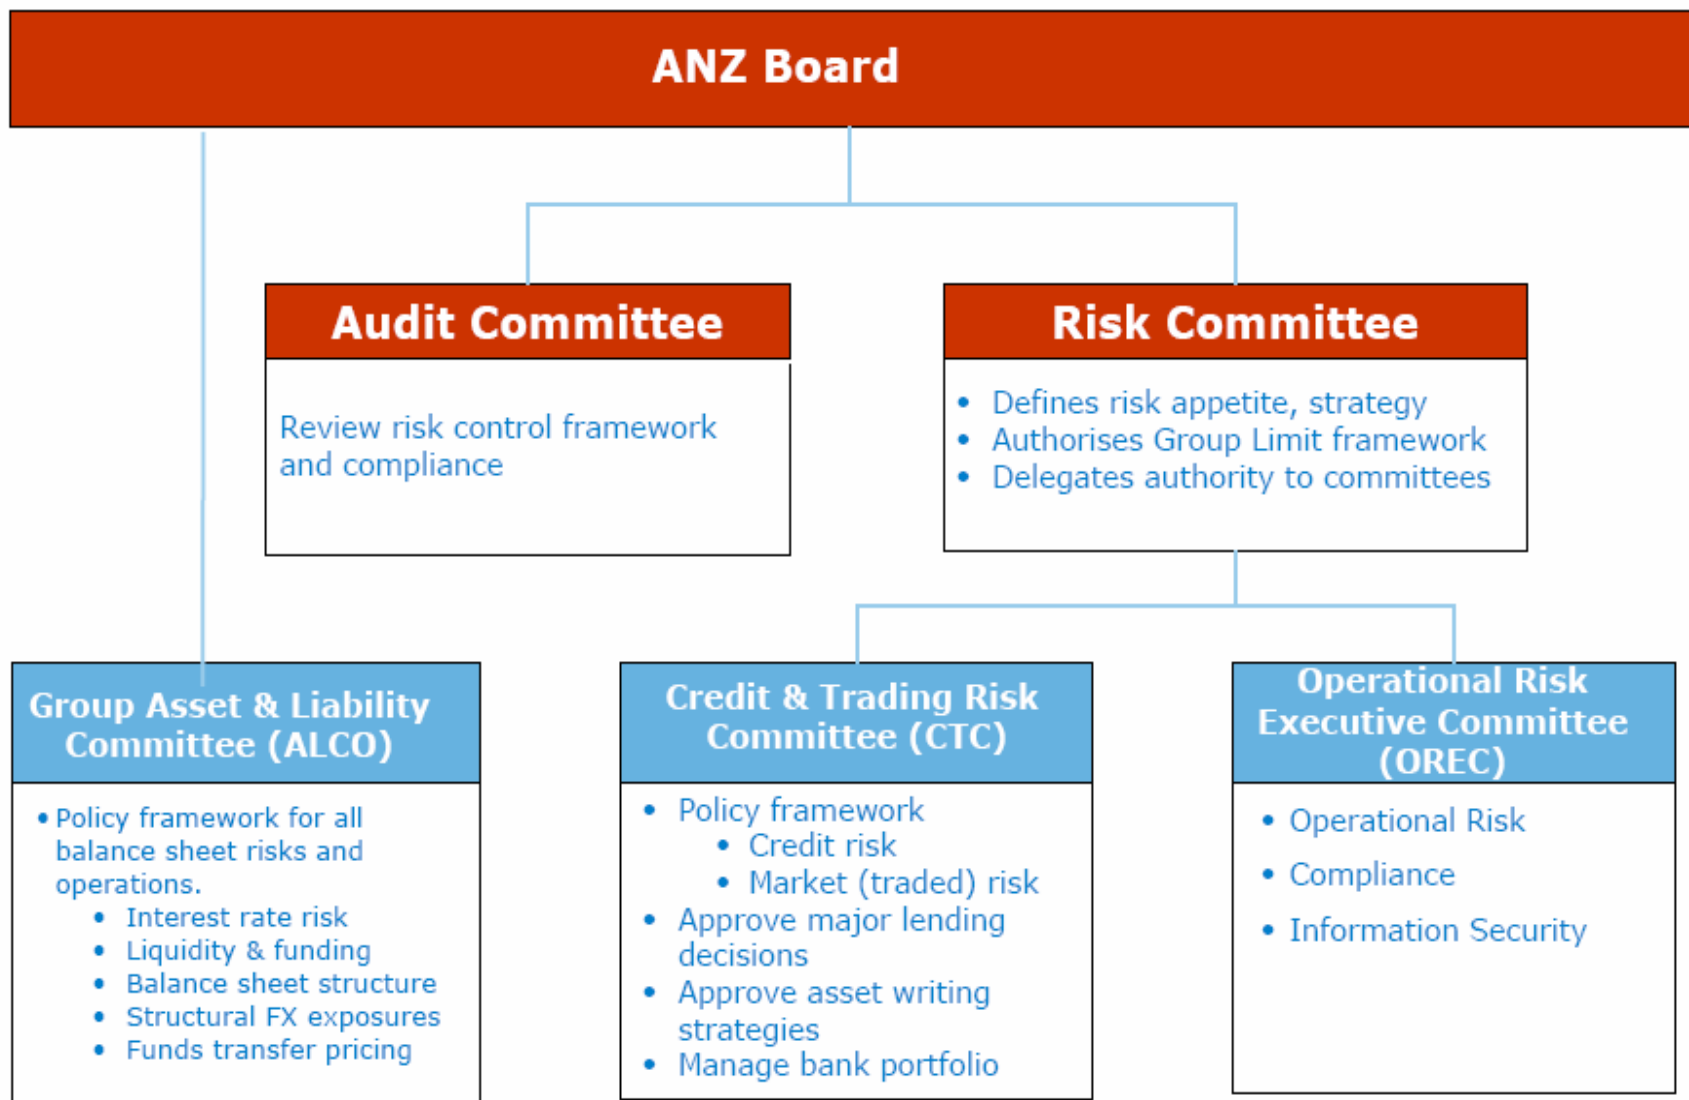 ANZ Board
Audit Committee
Review risk control framework
and compliance
Risk Committee
• Defines risk appetite, strategy
• Authorises Group Limit framework
• Delegates authority to committees
Group Asset & Liability
Committee (ALCO)
• Policy framework for all
balance sheet risks and
operations.
• Interest rate risk
• Liquidity & funding
• Balance sheet structure
• Structural FX exposures
• Funds transfer pricing
Credit & Trading Risk
Committee (CTC)
• Policy framework
• Credit risk
• Market (traded) risk
• Approve major lending
decisions
• Approve asset writing
strategies
• Manage bank portfolio
Operational Risk
Executive Committee
(OREC)
• Operational Risk
• Compliance
• Information Security